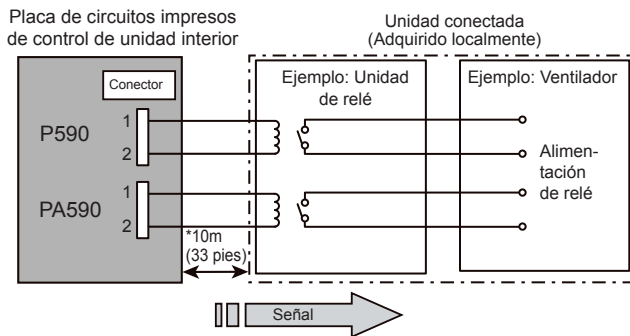 Placa de circuitos impresos
de control de unidad interior
Unidad conectada
(Adquirido localmente)
Conector
Ejemplo: Unidad
de relé
Ejemplo: Ventilador
P590
1
2
PA590
1
2
Alimen-
tación
de relé
*10m
(33 pies)
Señal